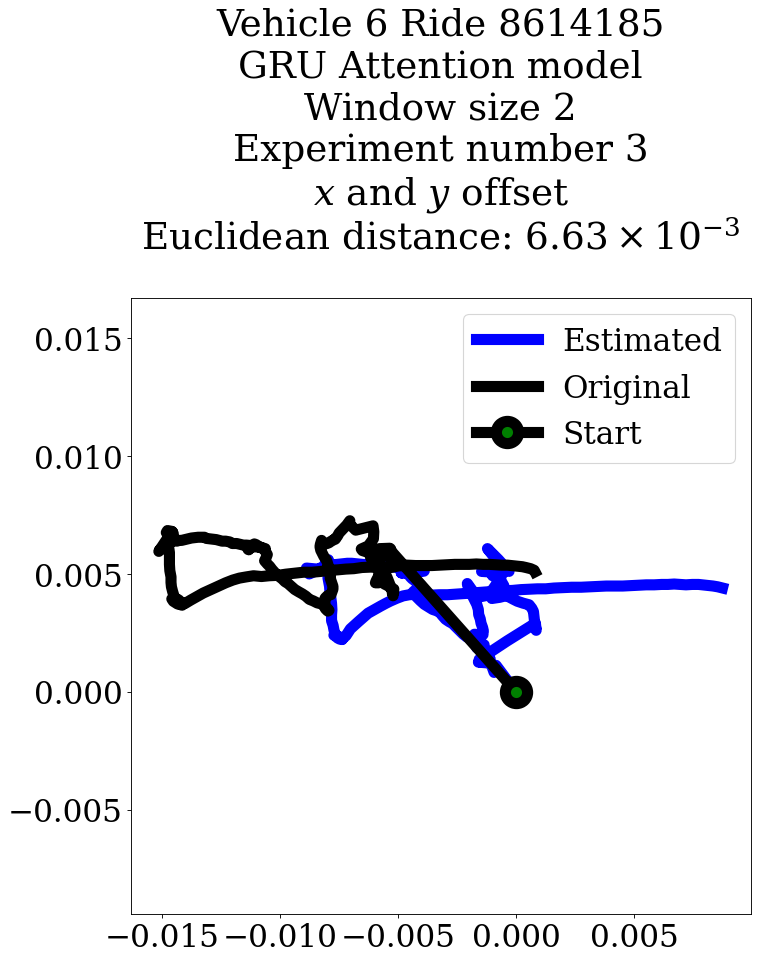 Vehicle 6 Ride 8614185
GRU Attention model
Window size 2
Experiment number 3
x and y offset
Euclidean distance: 6.63 × 10⁻³
Estimated
Original
Start
0.015
0.010
0.005
0.000
−0.005
−0.015 −0.010 −0.005 0.000 0.005